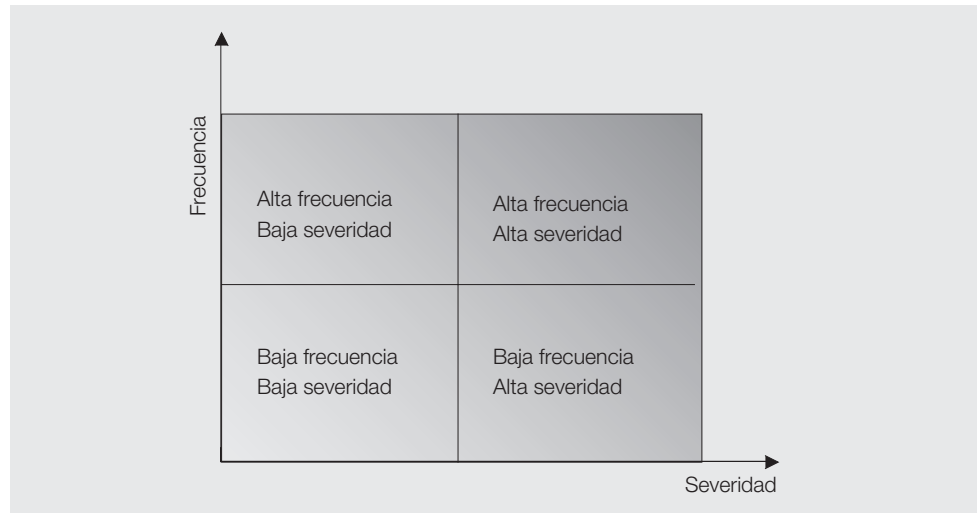 Frecuencia
Alta frecuencia
Baja severidad
Alta frecuencia
Alta severidad
Baja frecuencia
Baja severidad
Baja frecuencia
Alta severidad
Severidad